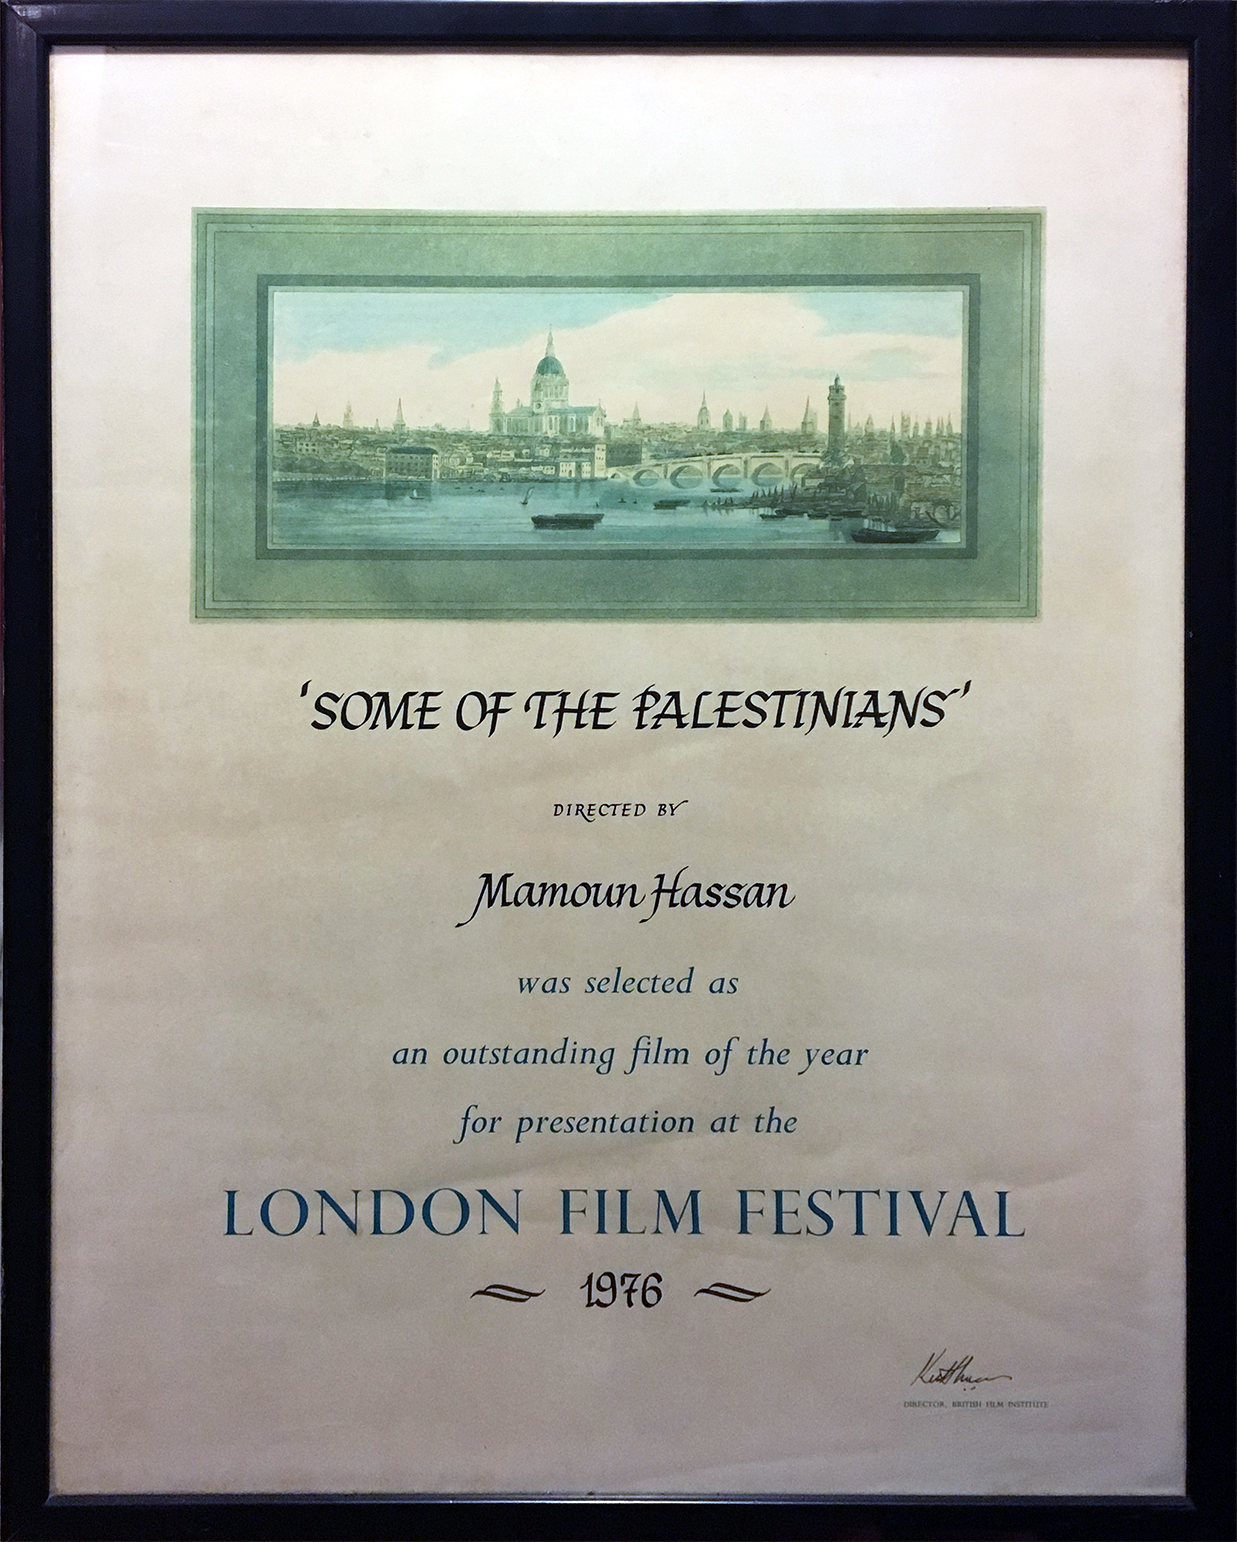 'SOME OF THE PALESTINIANS'
DIRECTED BY
Mamoun Hassan
was selected as
an outstanding film of the year
for presentation at the
LONDON FILM FESTIVAL
1976
DIRECTOR, BRITISH FILM INSTITUTE